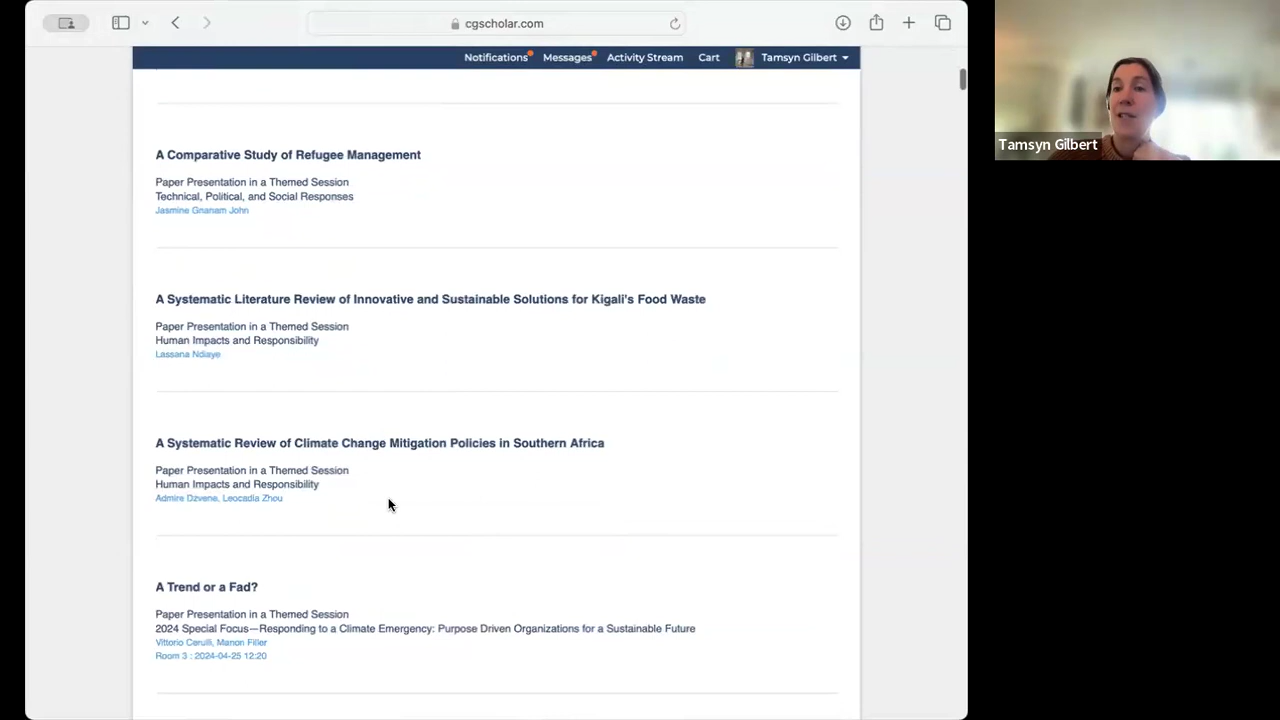 cgscholar.com
Notifications Messages Activity Stream Cart Tamsyn Gilbert
Tamsyn Gilbert
A Comparative Study of Refugee Management
Paper Presentation in a Themed Session
Technical, Political, and Social Responses
Jasmine Gnanam John
A Systematic Literature Review of Innovative and Sustainable Solutions for Kigali's Food Waste
Paper Presentation in a Themed Session
Human Impacts and Responsibility
Lassana Ndiaye
A Systematic Review of Climate Change Mitigation Policies in Southern Africa
Paper Presentation in a Themed Session
Human Impacts and Responsibility
Admire Dzvene, Leocadia Zhou
A Trend or a Fad?
Paper Presentation in a Themed Session
2024 Special Focus—Responding to a Climate Emergency: Purpose Driven Organizations for a Sustainable Future
Vittorio Carulli, Manon Filler
Room 3 : 2024-04-25 12:20